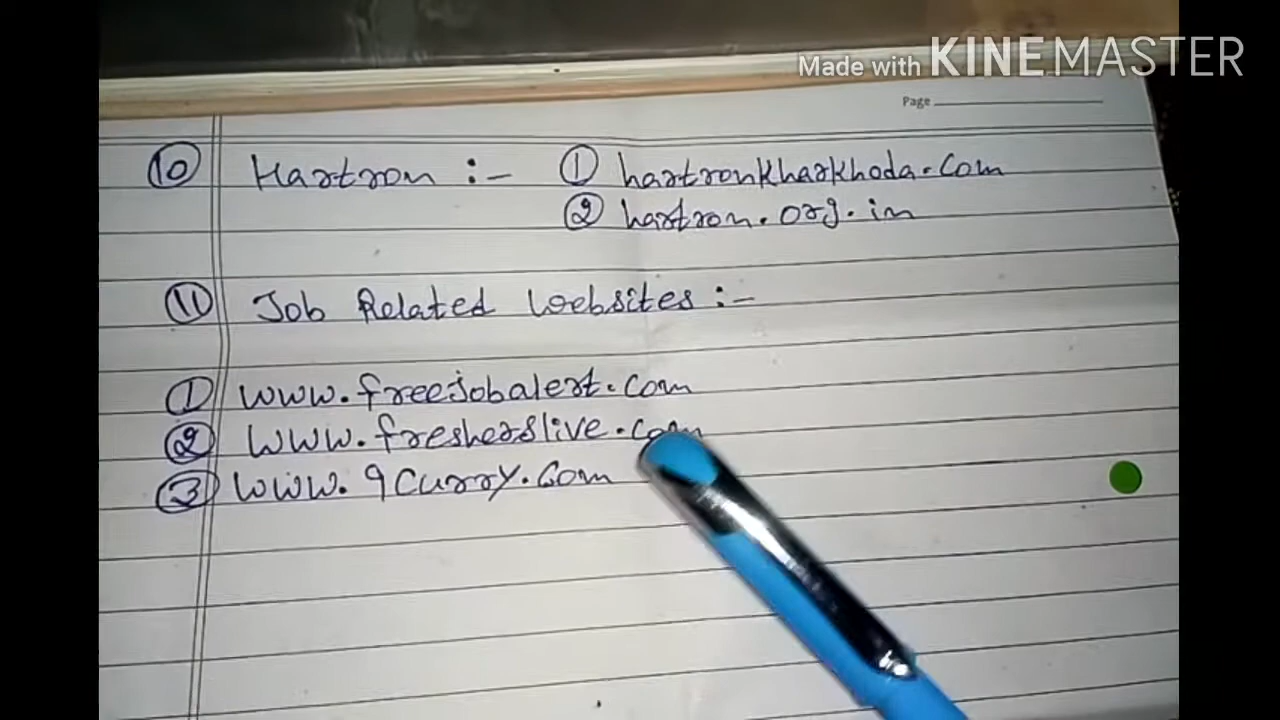 Made with KINEMASTER
Page
10 Hartron :- 1 hartronkharkhoda.com
2 hartron.org.in
11 Job Related Websites :-
1 www.freejobalert.com
2 www.fresherslive.com
3 www.9curry.com